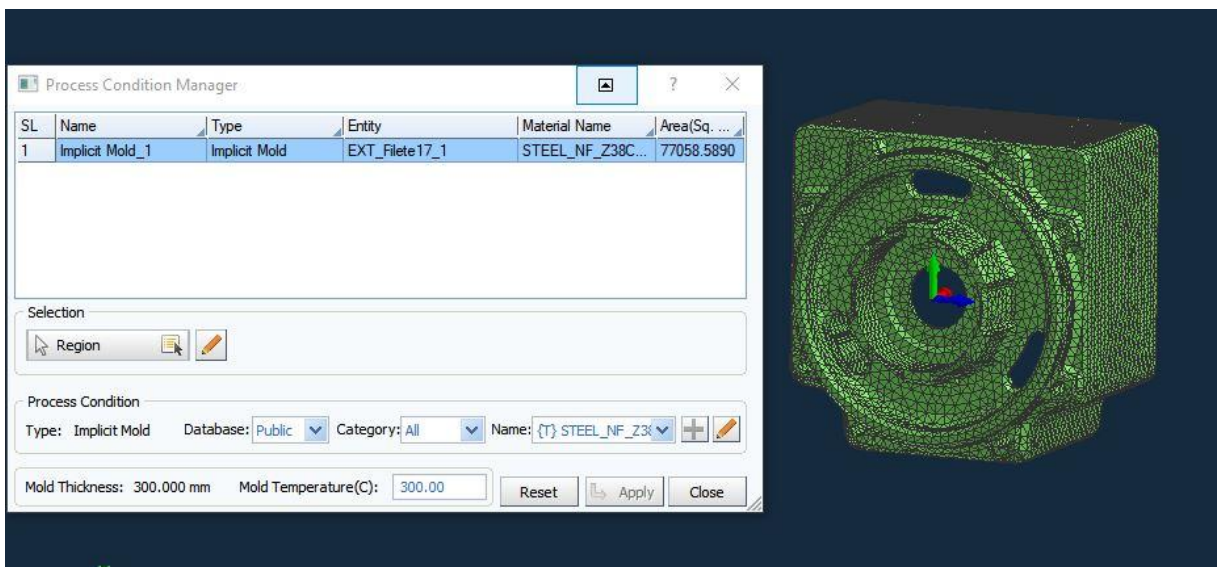 Process Condition Manager ?
SL Name Type Entity Material Name Area(Sq. ...
1 Implicit Mold_1 Implicit Mold EXT_Filete17_1 STEEL_NF_Z38C... 77058.5890
Selection
Region
Process Condition
Type: Implicit Mold Database: Public Category: All Name: {T} STEEL_NF_Z38
Mold Thickness: 300.000 mm Mold Temperature(C): 300.00 Reset Apply Close